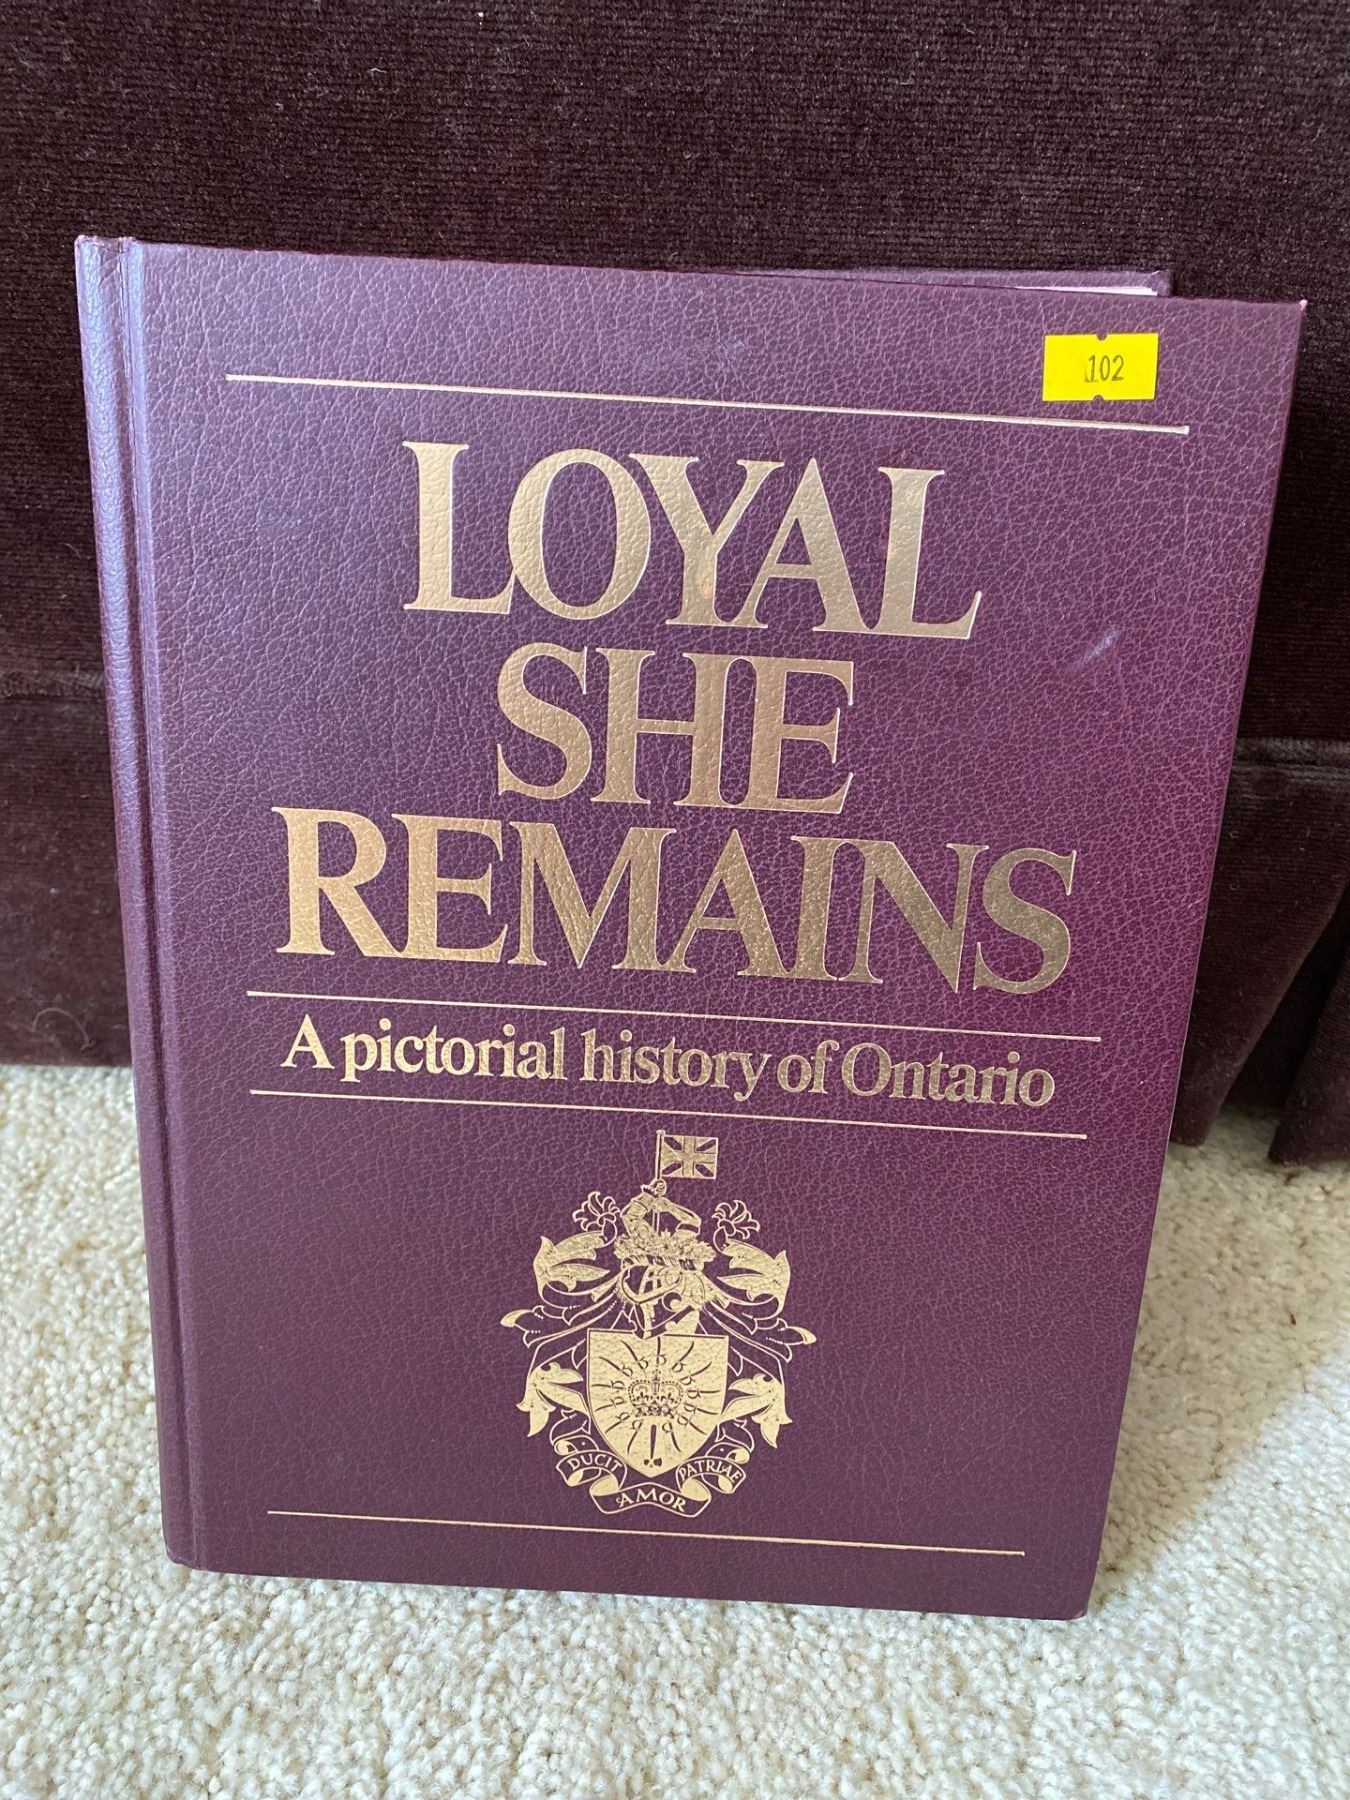 102
LOYAL
SHE
REMAINS
A pictorial history of Ontario
DUCIT AMOR PATRIAE